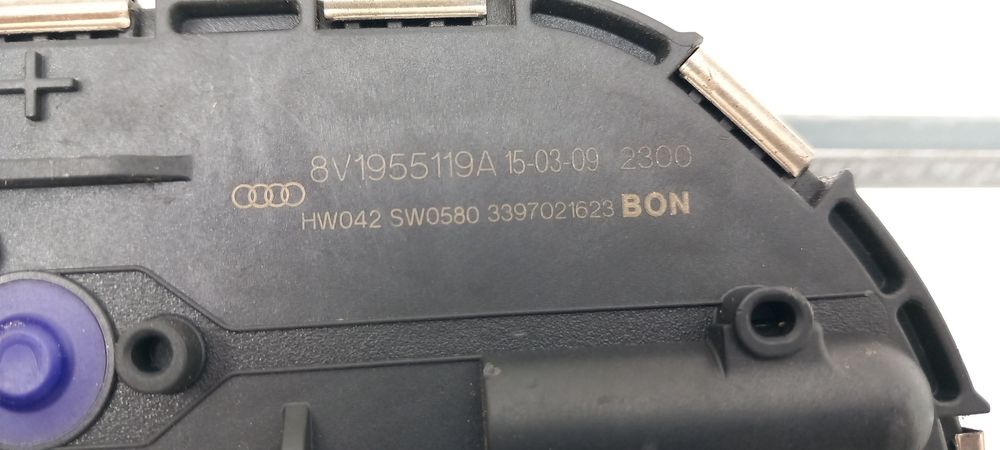 8V1955119A 15-03-09 2300
HW042 SW0580 3397021623 BON